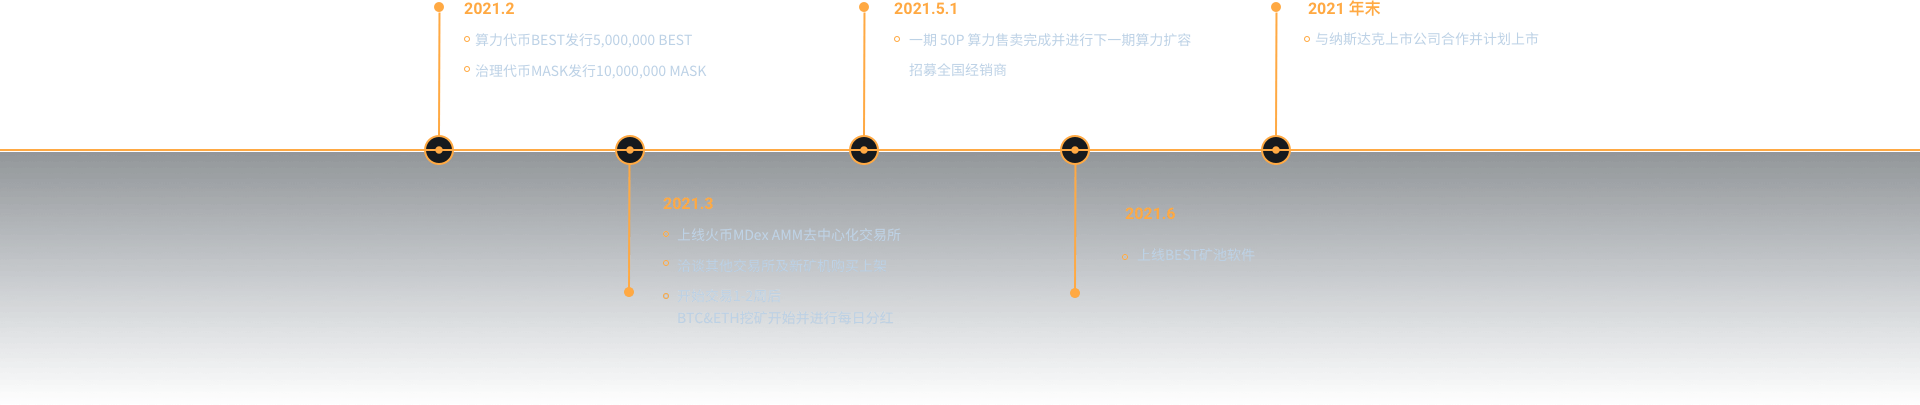 2021.2
算力代币BEST发行5,000,000 BEST
治理代币MASK发行10,000,000 MASK
2021.5.1
一期 50P 算力售卖完成并进行下一期算力扩容
招募全国经销商
2021 年末
与纳斯达克上市公司合作并计划上市
2021.3
上线火币MDex AMM去中心化交易所
BTC&ETH挖矿开始并进行每日分红
2021.6
上线BEST矿池软件